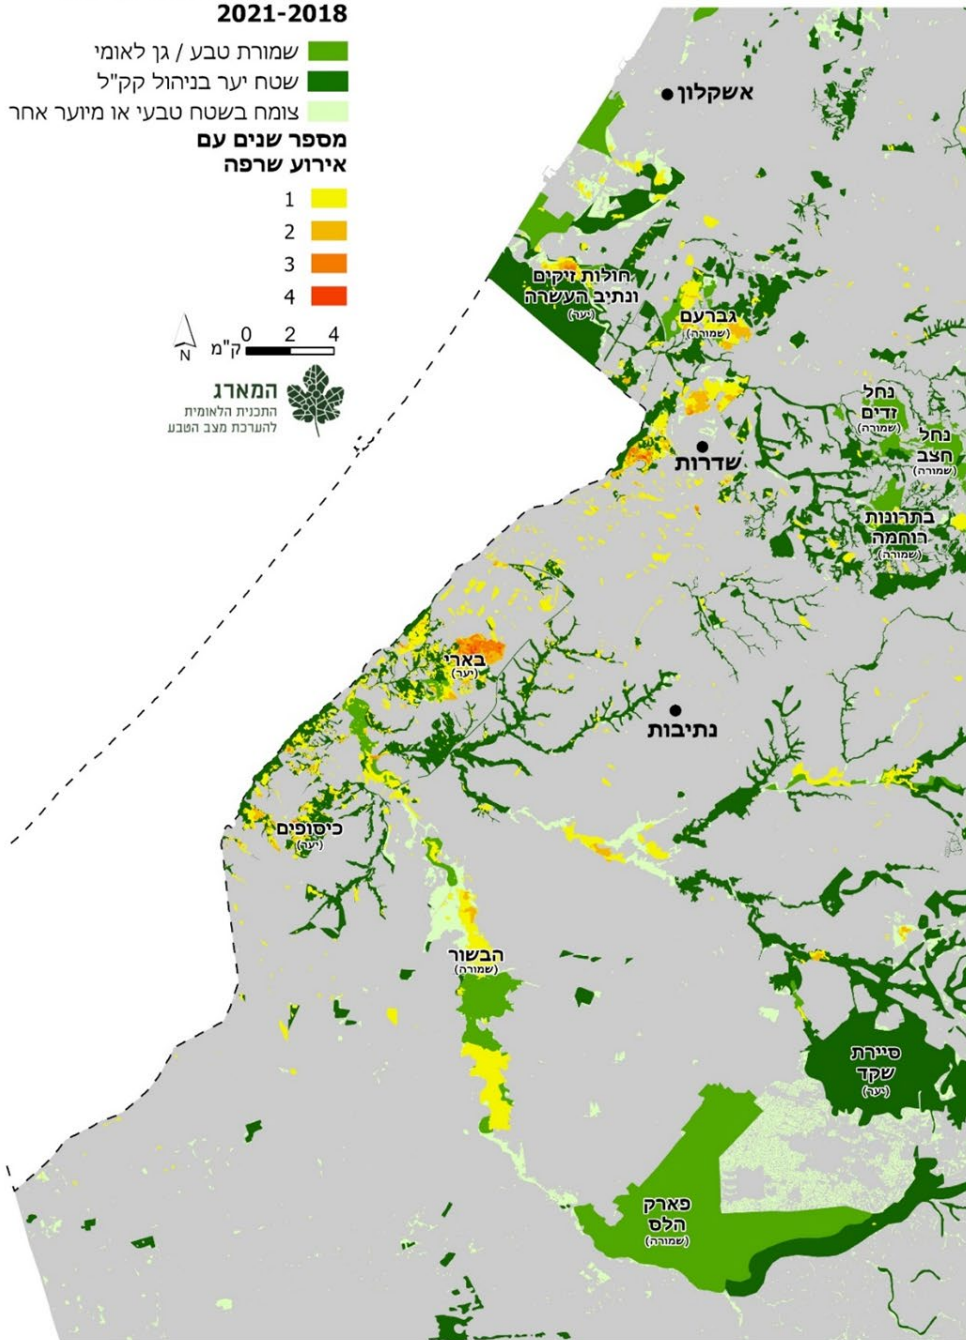 2021-2018
שמורת טבע / גן לאומי
שטח יער בניהול קק"ל
צומח בשטח טבעי או מיוער אחר
מספר שנים עם
אירוע שרפה
1
2
3
4
N
ק"מ 0 2 4
המארג
התכנית הלאומית
להערכת מצב הטבע
אשקלון
חולות זיקים
ונתיב העשרה
(יער)
גברעם
(שמורה)
נחל
זדים
(שמורה)
נחל
חצב
(שמורה)
שדרות
בתרונות
רוחמה
(שמורה)
בארי
(יער)
נתיבות
כיסופים
(יער)
הבשור
(שמורה)
סיירת
שקד
(יער)
פארק
הלס
(שמורה)